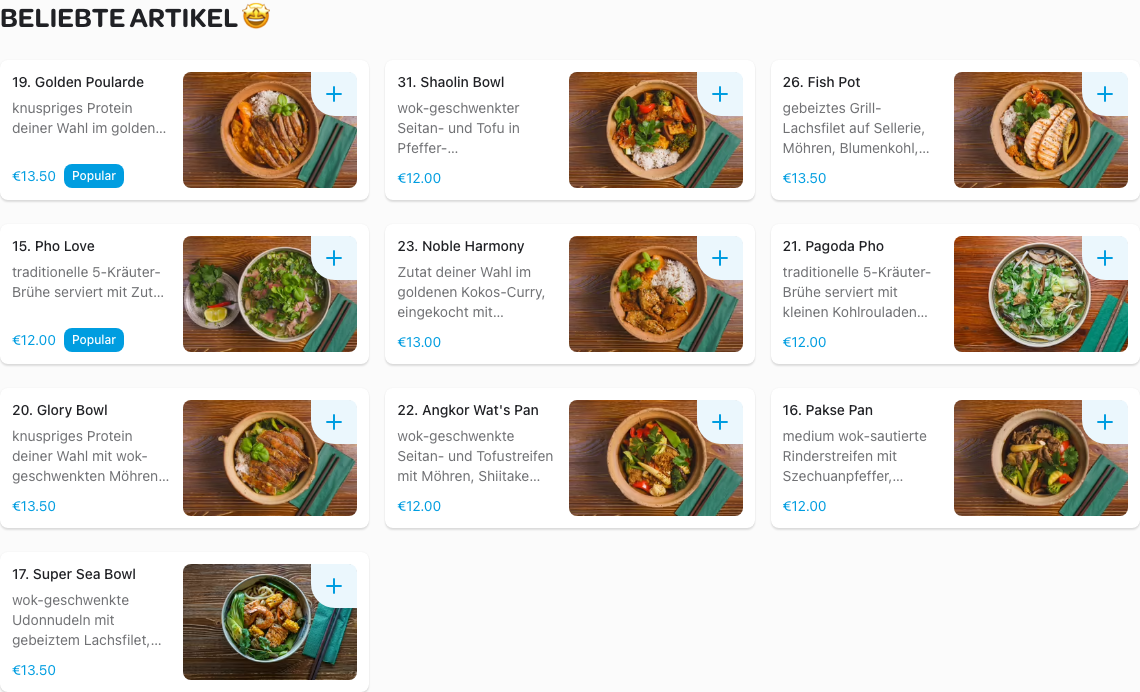 BELIEBTE ARTIKEL 🤩
19. Golden Poularde
knuspriges Protein
deiner Wahl im golden...
€13.50 Popular
31. Shaolin Bowl
wok-geschwenkter
Seitan- und Tofu in
Pfeffer-...
€12.00
26. Fish Pot
gebeiztes Grill-
Lachsfilet auf Sellerie,
Möhren, Blumenkohl,...
€13.50
15. Pho Love
traditionelle 5-Kräuter-
Brühe serviert mit Zut...
€12.00 Popular
23. Noble Harmony
Zutat deiner Wahl im
goldenen Kokos-Curry,
eingekocht mit...
€13.00
21. Pagoda Pho
traditionelle 5-Kräuter-
Brühe serviert mit
kleinen Kohlrouladen...
€12.00
20. Glory Bowl
knuspriges Protein
deiner Wahl mit wok-
geschwenkten Möhren...
€13.50
22. Angkor Wat's Pan
wok-geschwenkte
Seitan- und Tofustreifen
mit Möhren, Shiitake...
€12.00
16. Pakse Pan
medium wok-sautierte
Rinderstreifen mit
Szechuanpfeffer,...
€12.00
17. Super Sea Bowl
wok-geschwenkte
Udonnudeln mit
gebeiztem Lachsfilet,...
€13.50